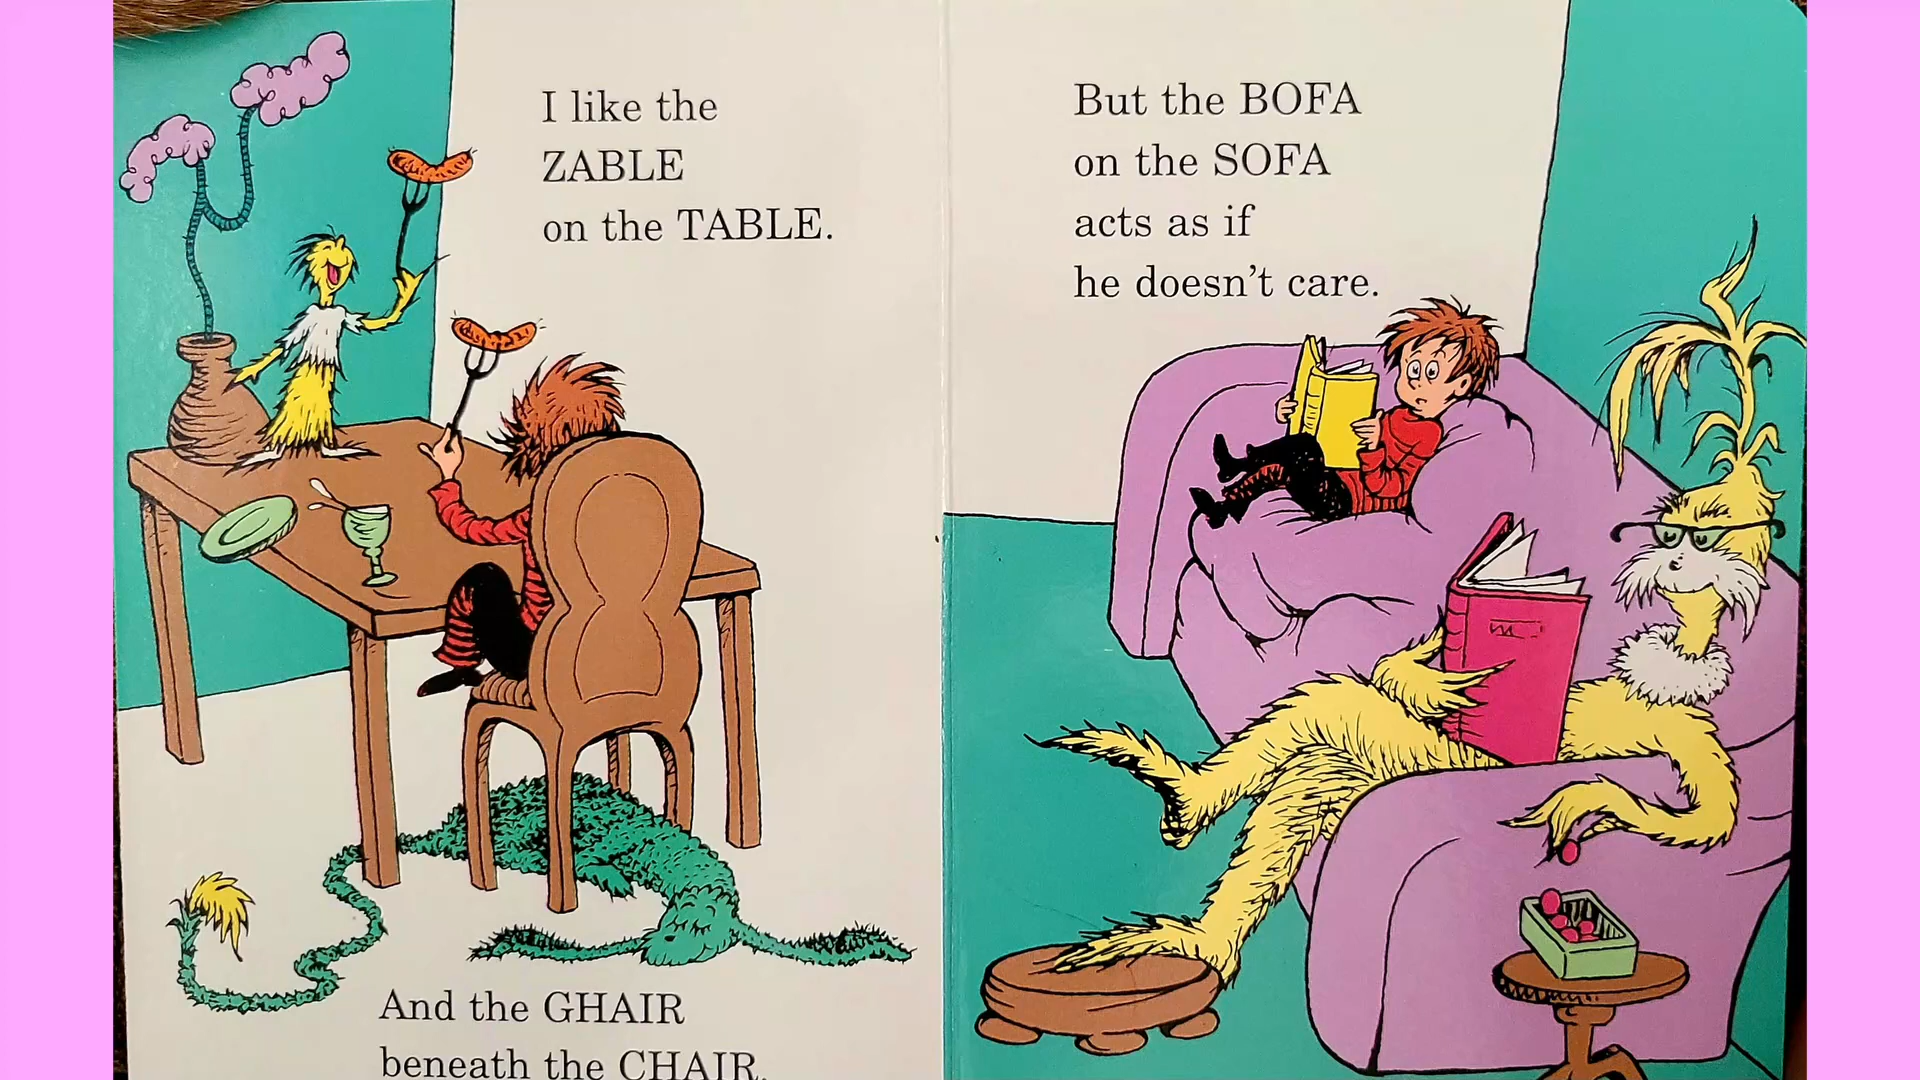 I like the
ZABLE
on the TABLE.
And the GHAIR
beneath the CHAIR.
But the BOFA
on the SOFA
acts as if
he doesn't care.